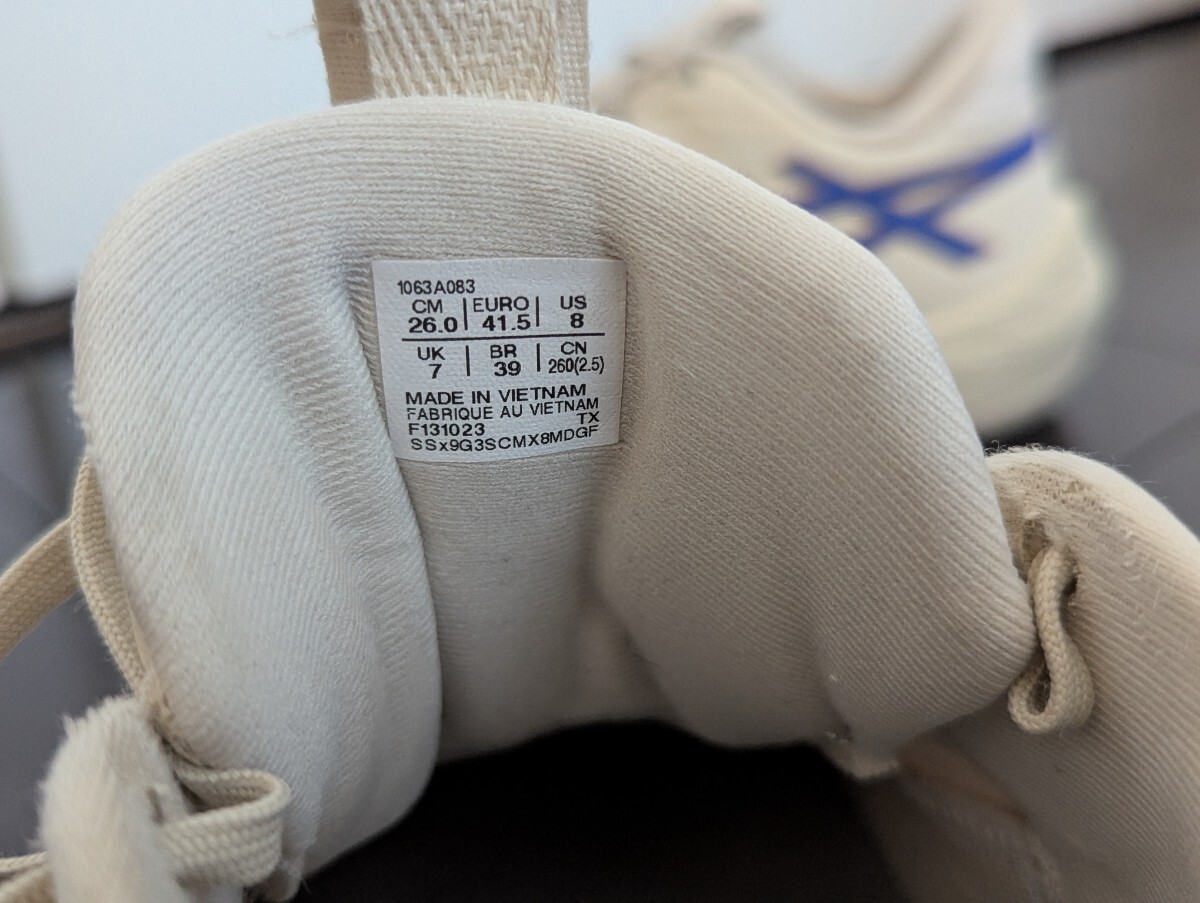 1063A083
CM | EURO | US
26.0 | 41.5 | 8
UK | BR | CN
7 | 39 | 260(2.5)
MADE IN VIETNAM
FABRIQUE AU VIETNAM
F131023 TX
SSx9G3SCMX8MDGF